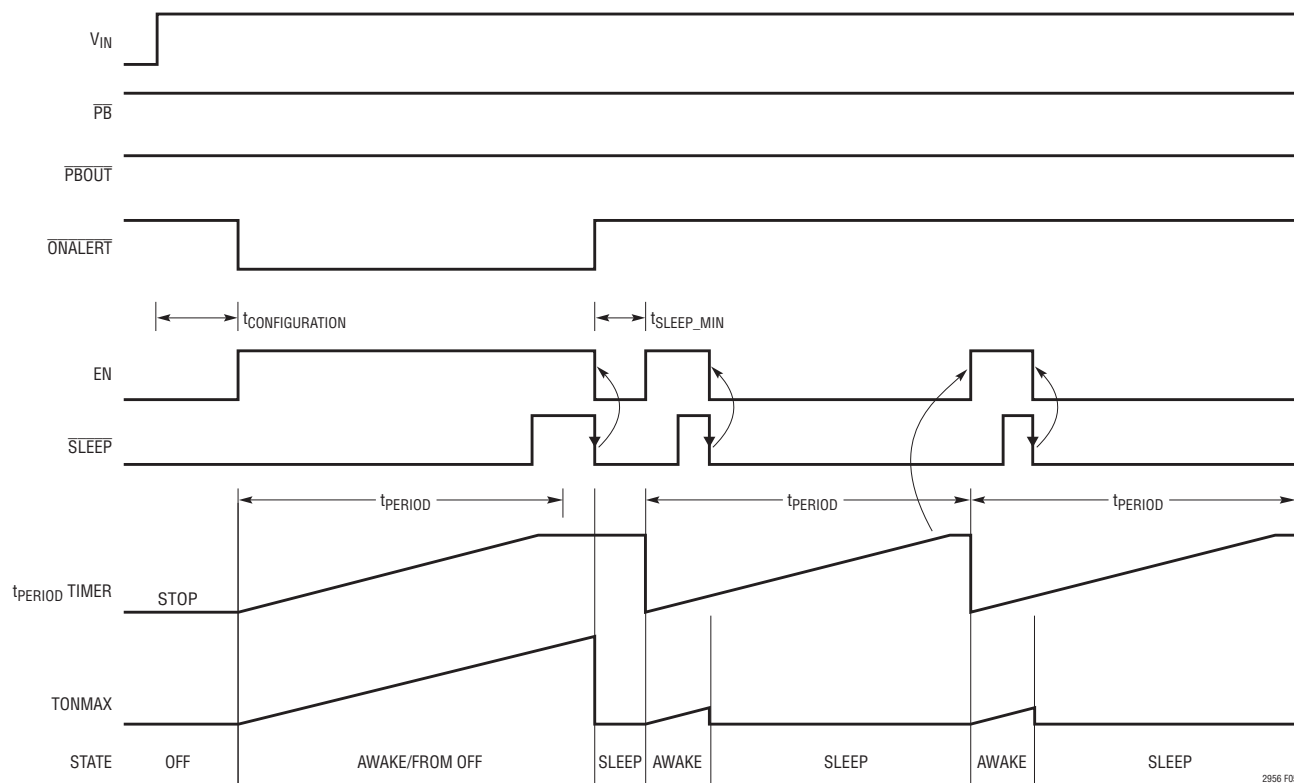 VIN
PB
PBOUT
ONALERT
tCONFIGURATION
tSLEEP_MIN
EN
SLEEP
tPERIOD
tPERIOD
tPERIOD
tPERIOD TIMER
STOP
TONMAX
STATE OFF AWAKE/FROM OFF SLEEP AWAKE SLEEP AWAKE SLEEP